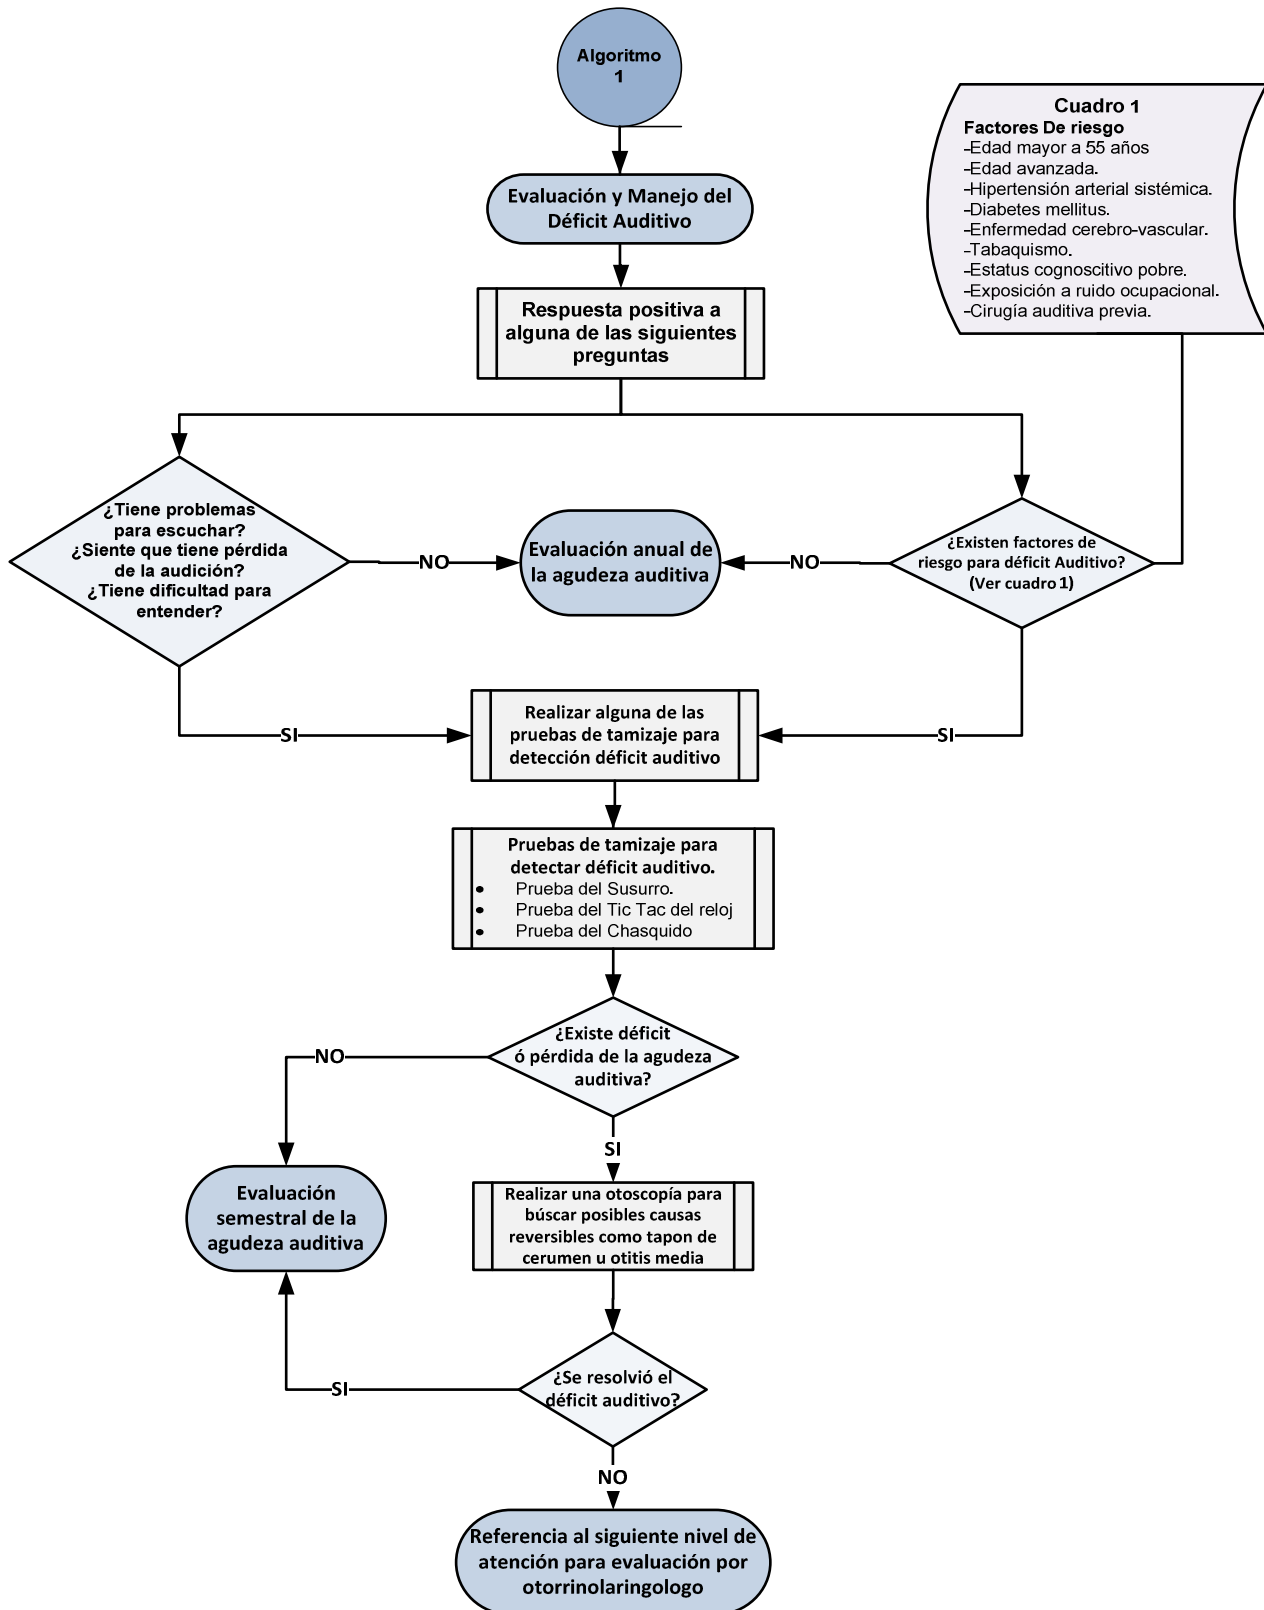 Algoritmo
1
Cuadro 1
Factores De riesgo
-Edad mayor a 55 años
-Edad avanzada.
-Hipertensión arterial sistémica.
-Diabetes mellitus.
-Enfermedad cerebro-vascular.
-Tabaquismo.
-Estatus cognoscitivo pobre.
-Exposición a ruido ocupacional.
-Cirugía auditiva previa.
Evaluación y Manejo del
Déficit Auditivo
Respuesta positiva a
alguna de las siguientes
preguntas
¿Tiene problemas
para escuchar?
¿Siente que tiene pérdida
de la audición?
¿Tiene dificultad para
entender?
NO
Evaluación anual de
la agudeza auditiva
NO
¿Existen factores de
riesgo para déficit Auditivo?
(Ver cuadro 1)
SI
Realizar alguna de las
pruebas de tamizaje para
detección déficit auditivo
SI
Pruebas de tamizaje para
detectar déficit auditivo.
• Prueba del Susurro.
• Prueba del Tic Tac del reloj
• Prueba del Chasquido
¿Existe déficit
ó pérdida de la agudeza
auditiva?
NO
SI
Evaluación
semestral de la
agudeza auditiva
Realizar una otoscopía para
búscar posibles causas
reversibles como tapon de
cerumen u otitis media
¿Se resolvió el
déficit auditivo?
SI
NO
Referencia al siguiente nivel de
atención para evaluación por
otorrinolaringologo